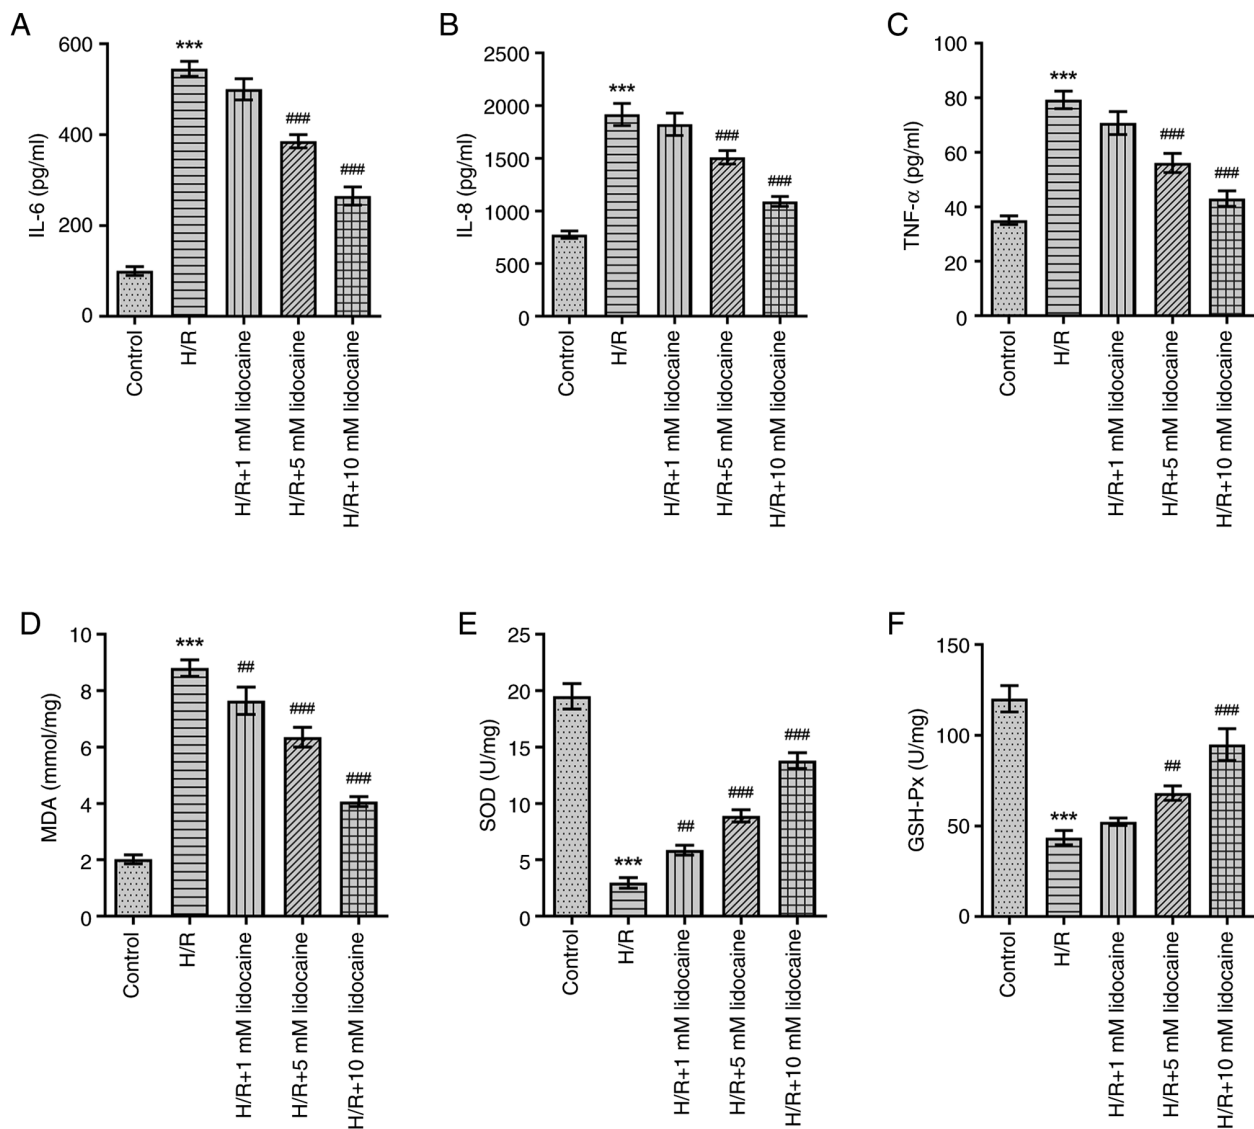 A
IL-6 (pg/ml)
600
400
200
0
***
###
###
Control
H/R
H/R+1 mM lidocaine
H/R+5 mM lidocaine
H/R+10 mM lidocaine
B
IL-8 (pg/ml)
2500
2000
1500
1000
500
0
***
###
###
Control
H/R
H/R+1 mM lidocaine
H/R+5 mM lidocaine
H/R+10 mM lidocaine
C
TNF-α (pg/ml)
100
80
60
40
20
0
***
###
###
Control
H/R
H/R+1 mM lidocaine
H/R+5 mM lidocaine
H/R+10 mM lidocaine
D
MDA (mmol/mg)
10
8
6
4
2
0
***
##
###
###
Control
H/R
H/R+1 mM lidocaine
H/R+5 mM lidocaine
H/R+10 mM lidocaine
E
SOD (U/mg)
25
20
15
10
5
0
***
##
###
###
Control
H/R
H/R+1 mM lidocaine
H/R+5 mM lidocaine
H/R+10 mM lidocaine
F
GSH-Px (U/mg)
150
100
50
0
***
##
###
Control
H/R
H/R+1 mM lidocaine
H/R+5 mM lidocaine
H/R+10 mM lidocaine